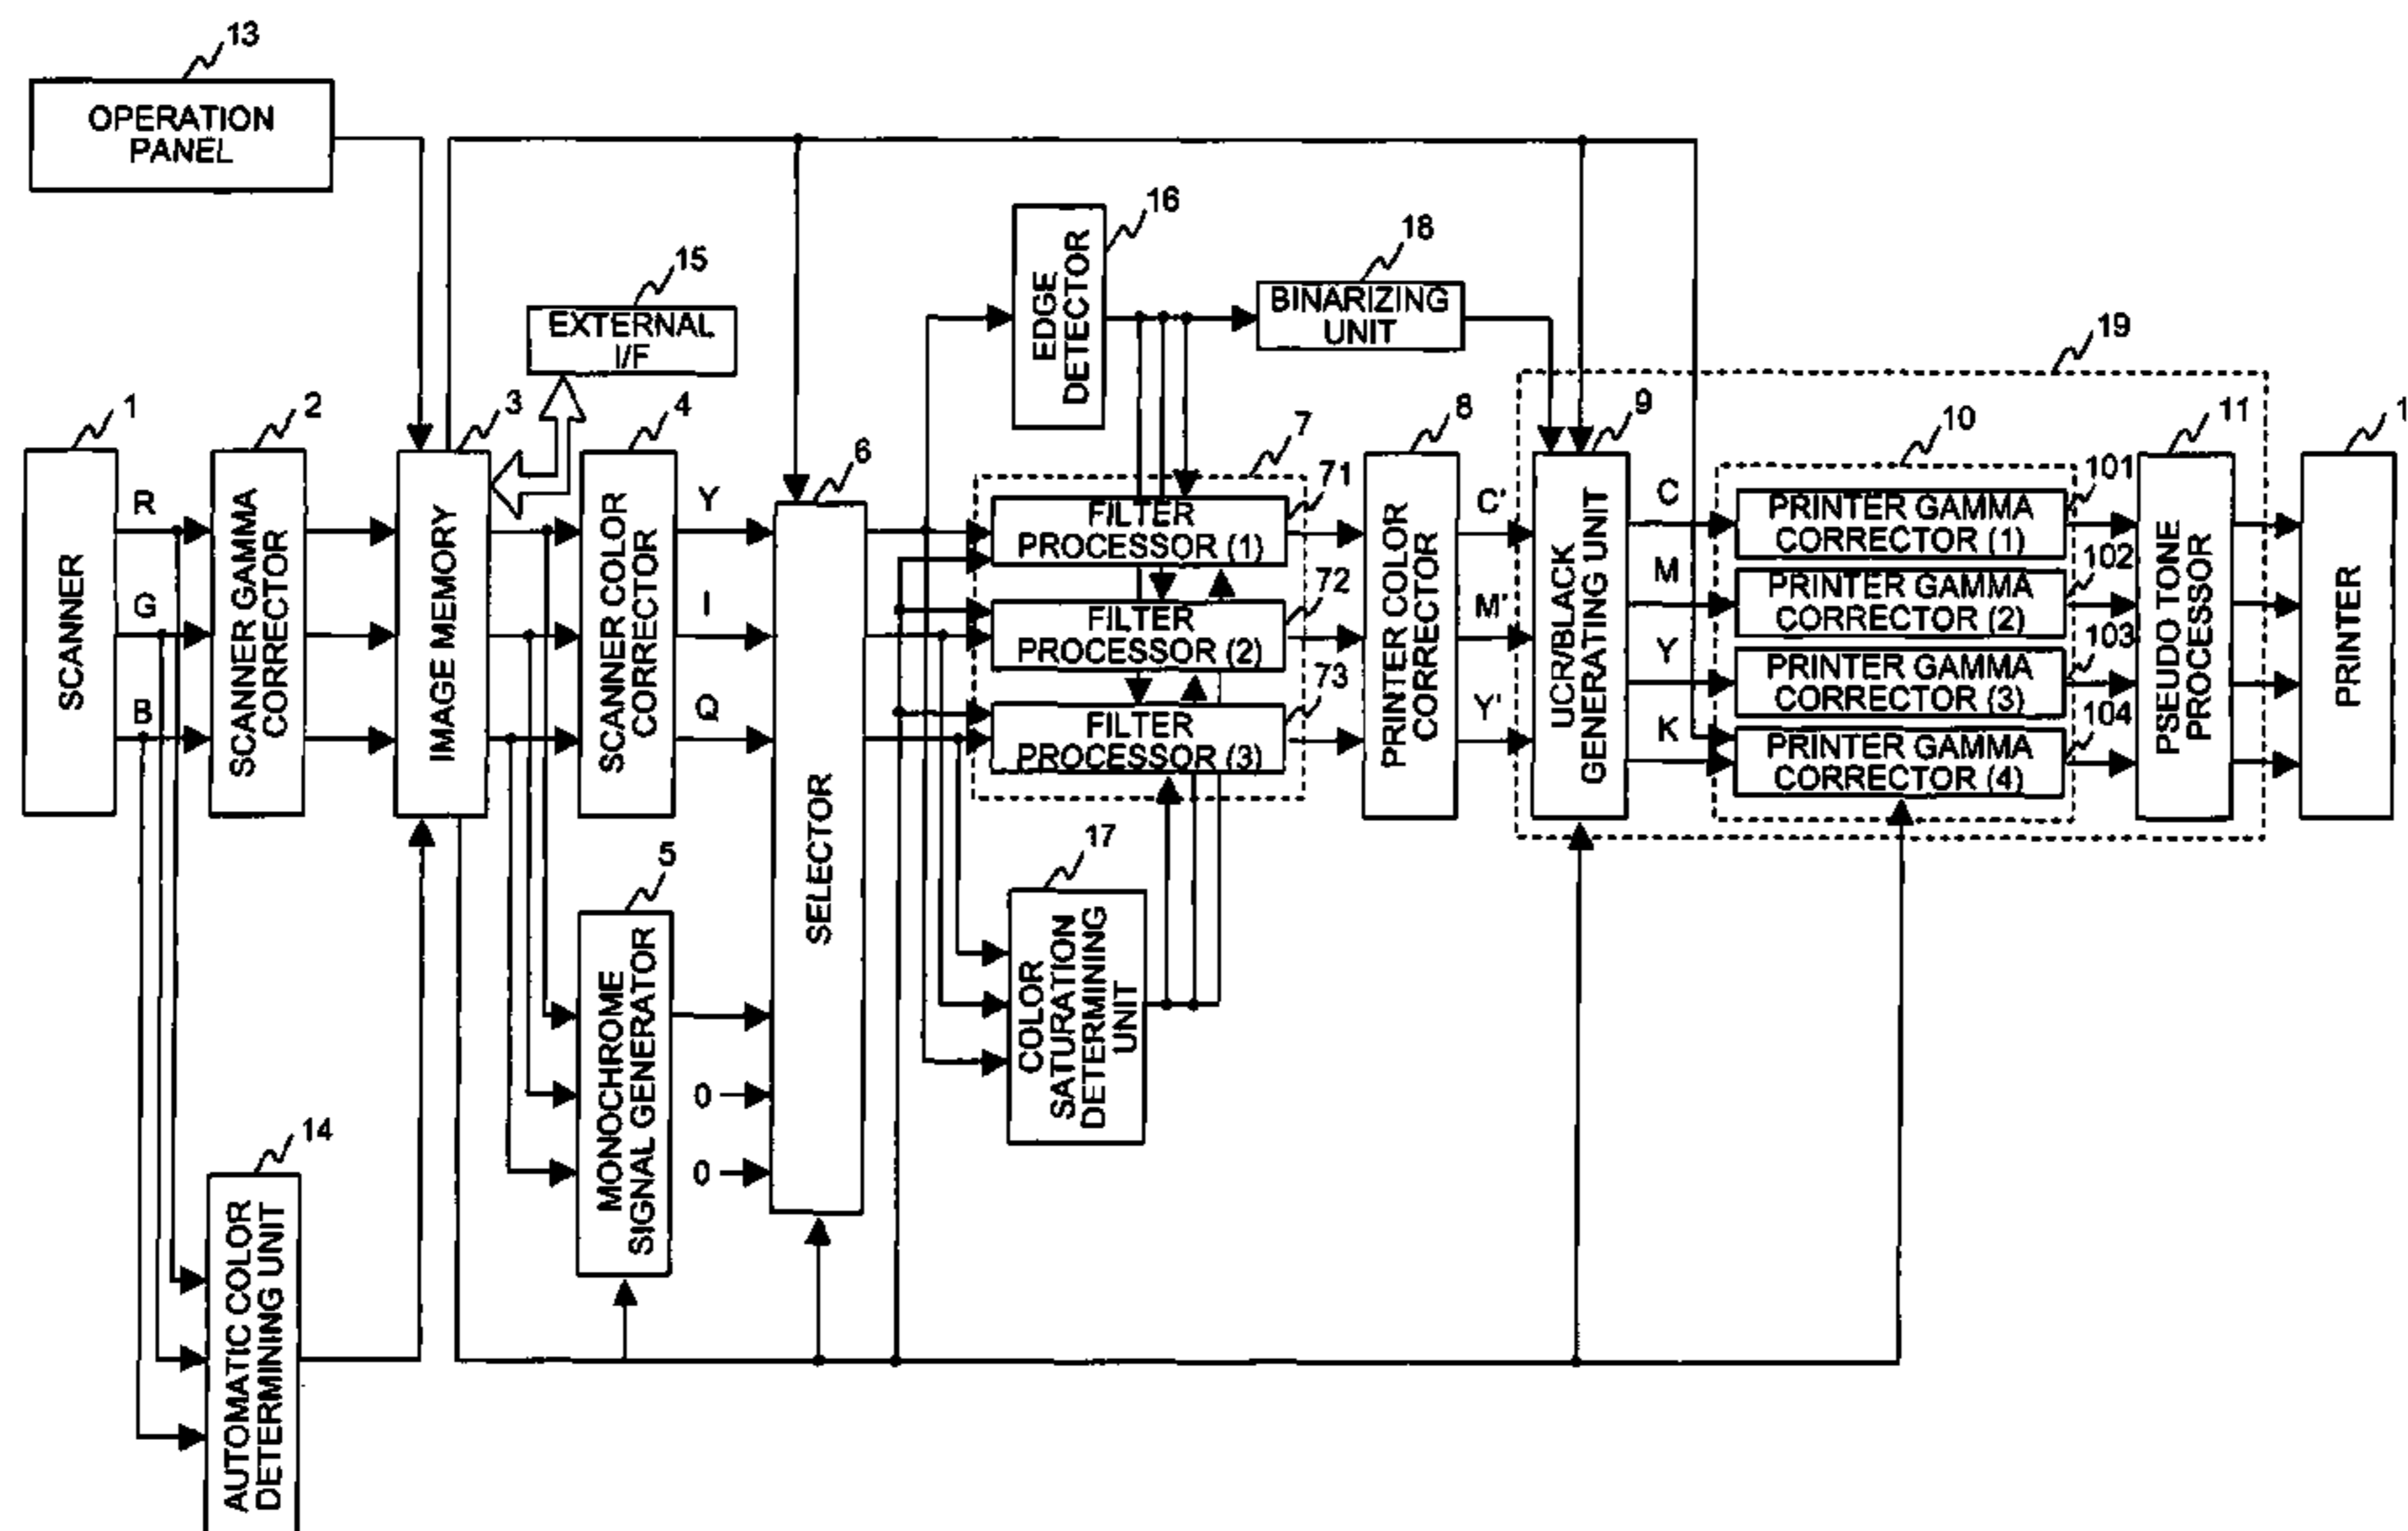 13
OPERATION
PANEL
16
18
15
EXTERNAL
I/F
EDGE
DETECTOR
BINARIZING
UNIT
19
1
2
3
4
6
7
8
9
10
11
1
SCANNER
R
G
B
SCANNER GAMMA
CORRECTOR
IMAGE MEMORY
SCANNER COLOR
CORRECTOR
Y
I
Q
SELECTOR
FILTER
PROCESSOR (1)
71
FILTER
PROCESSOR (2)
72
FILTER
PROCESSOR (3)
73
PRINTER COLOR
CORRECTOR
C'
M'
Y'
UCR/BLACK
GENERATING UNIT
C
M
Y
K
PRINTER GAMMA
CORRECTOR (1)
101
PRINTER GAMMA
CORRECTOR (2)
102
PRINTER GAMMA
CORRECTOR (3)
103
PRINTER GAMMA
CORRECTOR (4)
104
PSEUDO TONE
PROCESSOR
PRINTER
5
MONOCHROME
SIGNAL GENERATOR
0
0
17
COLOR
SATURATION
DETERMINING
UNIT
14
AUTOMATIC COLOR
DETERMINING UNIT